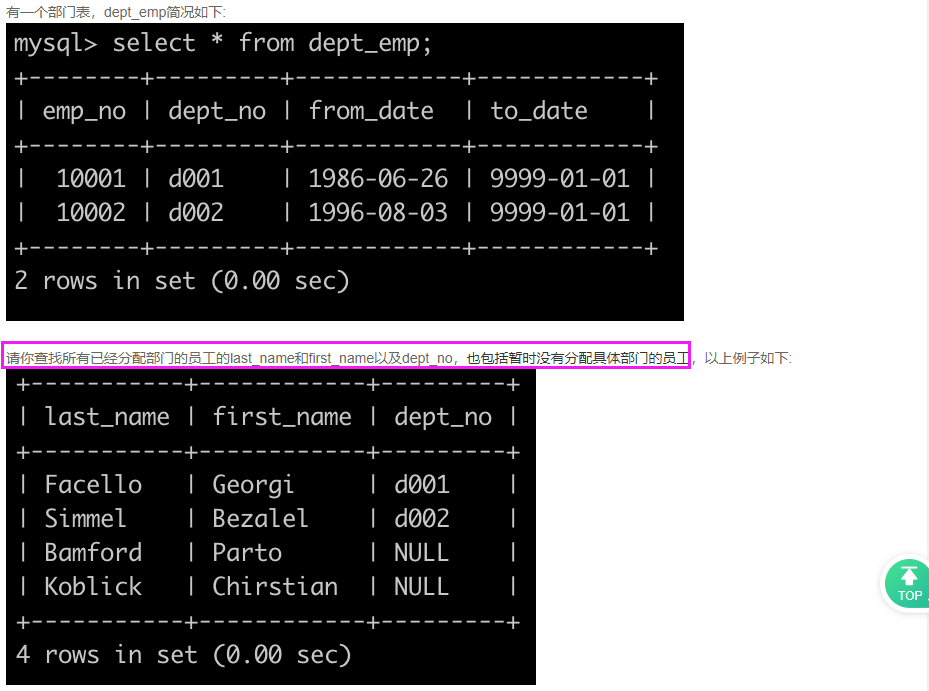 有一个部门表，dept_emp简况如下:
mysql> select * from dept_emp;
+--------+---------+------------+------------+
| emp_no | dept_no | from_date  | to_date    |
+--------+---------+------------+------------+
|  10001 | d001    | 1986-06-26 | 9999-01-01 |
|  10002 | d002    | 1996-08-03 | 9999-01-01 |
+--------+---------+------------+------------+
2 rows in set (0.00 sec)
请你查找所有已经分配部门的员工的last_name和first_name以及dept_no，也包括暂时没有分配具体部门的员工，以上例子如下:
+-----------+------------+---------+
| last_name | first_name | dept_no |
+-----------+------------+---------+
| Facello   | Georgi     | d001    |
| Simmel    | Bezalel    | d002    |
| Bamford   | Parto      | NULL    |
| Koblick   | Chirstian  | NULL    |
+-----------+------------+---------+
4 rows in set (0.00 sec)
TOP